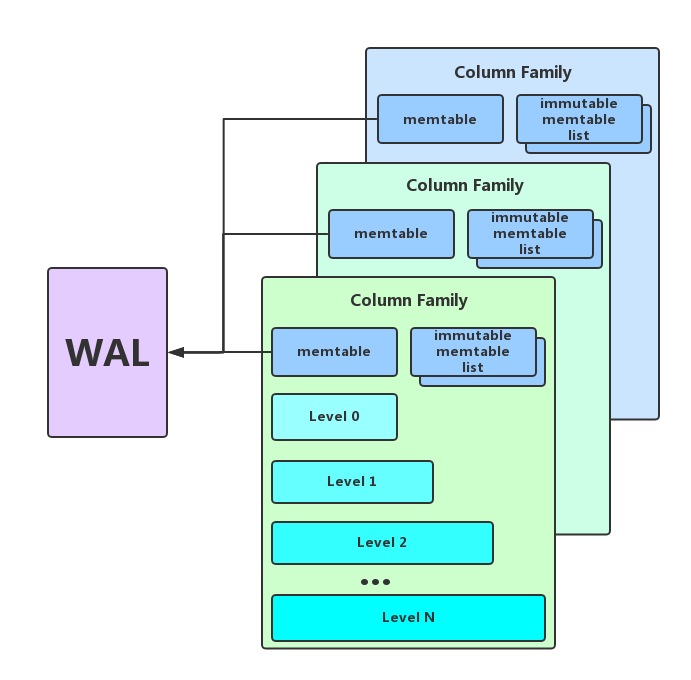 Column Family
memtable
immutable
memtable
list
Column Family
memtable
immutable
memtable
list
WAL
Column Family
memtable
immutable
memtable
list
Level 0
Level 1
Level 2
•••
Level N